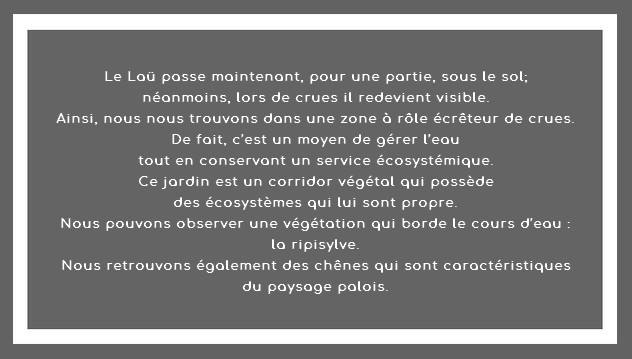 Le Laü passe maintenant, pour une partie, sous le sol;
néanmoins, lors de crues il redevient visible.
Ainsi, nous nous trouvons dans une zone à râle écrêteur de crues.
De fait, c'est un moyen de gérer l'eau
tout en conservant un service écosystémique.
Ce jardin est un corridor végétal qui possède
des écosystèmes qui lui sont propre.
Nous pouvons observer une végétation qui borde le cours d'eau :
la ripisylve.
Nous retrouvons également des chênes qui sont caractéristiques
du paysage palois.